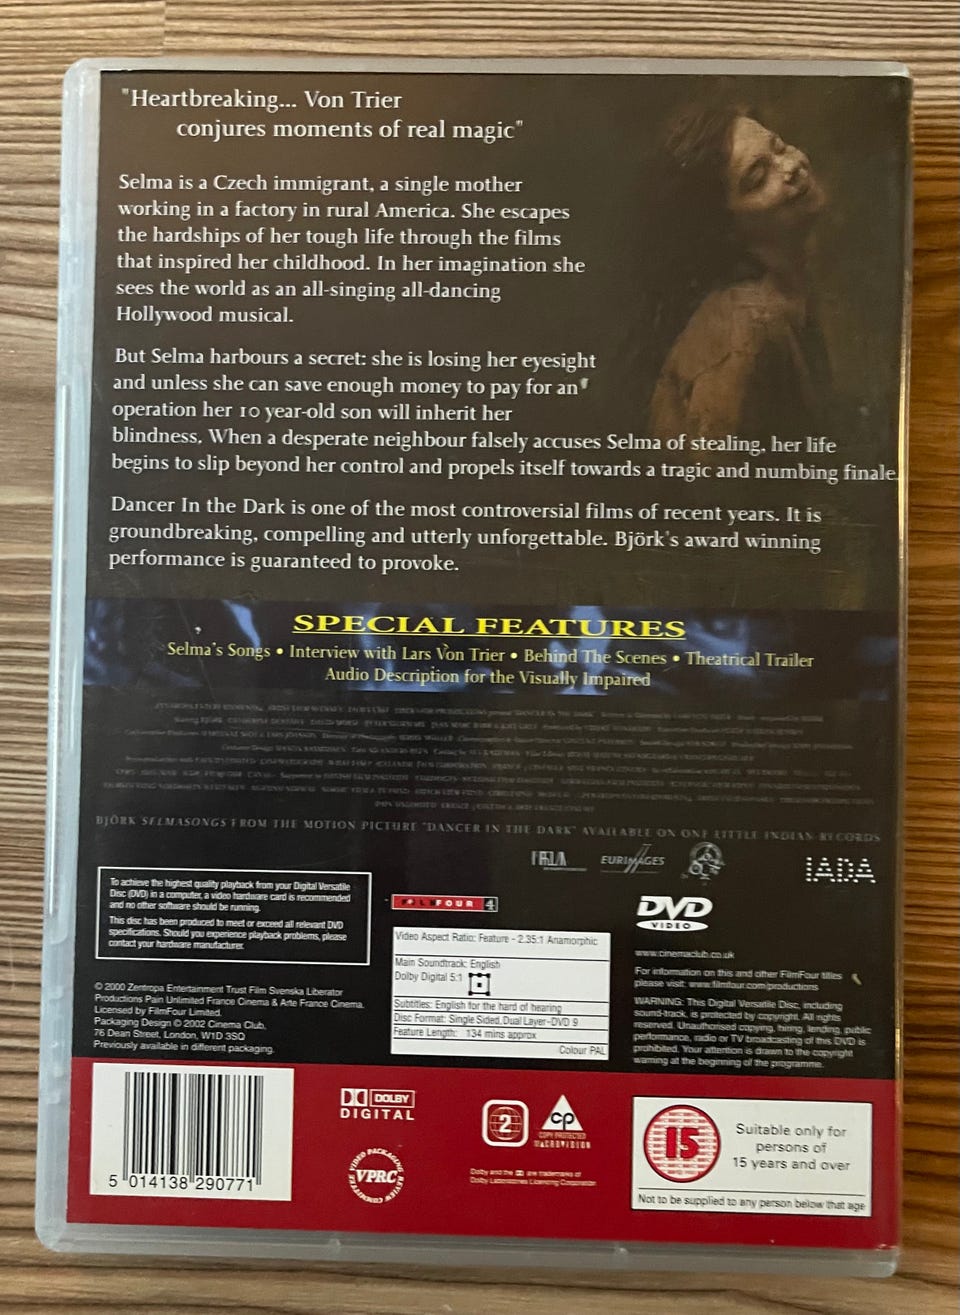 "Heartbreaking... Von Trier
conjures moments of real magic"
Selma is a Czech immigrant, a single mother
working in a factory in rural America. She escapes
the hardships of her tough life through the films
that inspired her childhood. In her imagination she
sees the world as an all-singing all-dancing
Hollywood musical.
But Selma harbours a secret: she is losing her eyesight
and unless she can save enough money to pay for an
operation her 10 year-old son will inherit her
blindness. When a desperate neighbour falsely accuses Selma of stealing, her life
begins to slip beyond her control and propels itself towards a tragic and numbing finale.
Dancer In the Dark is one of the most controversial films of recent years. It is
groundbreaking, compelling and utterly unforgettable. Björk's award winning
performance is guaranteed to provoke.
SPECIAL FEATURES
Selma's Songs • Interview with Lars Von Trier • Behind The Scenes • Theatrical Trailer
Audio Description for the Visually Impaired
BJÖRK SELMASONGS FROM THE MOTION PICTURE "DANCER IN THE DARK" AVAILABLE ON ONE LITTLE INDIAN RECORDS
EURIMAGES
To achieve the highest quality playback from your Digital Versatile
Disc (DVD) in a computer, a video hardware card is recommended
and no other software should be running.
This disc has been produced to meet or exceed all relevant DVD
specifications. Should you experience playback problems, please
contact your hardware manufacturer.
© 2000 Zentropa Entertainment Trust Film Svenska Liberator
Productions Pain Unlimited France Cinema & Arte France Cinema.
Licensed by FilmFour Limited.
Packaging Design © 2002 Cinema Club,
76 Dean Street, London, W1D 3SQ
Previously available in different packaging.
FILMFOUR 4
Video Aspect Ratio: Feature - 2.35:1 Anamorphic
Main Soundtrack: English
Dolby Digital 5:1
Subtitles: English for the hard of hearing
Disc Format: Single Sided, Dual Layer-DVD 9
Feature Length: 134 mins approx
Colour PAL
DVD
VIDEO
www.cinemaclub.co.uk
For information on this and other FilmFour titles
please visit: www.filmfour.com/productions
WARNING: This Digital Versatile Disc, including
sound-track, is protected by copyright. All rights
reserved. Unauthorised copying, hiring, lending, public
performance, radio or TV broadcasting of this DVD is
prohibited. Your attention is drawn to the copyright
warning at the beginning of the programme.
5 014138 290771
DOLBY
DIGITAL
VIDEO PACKAGING REVIEW COMMITTEE
VPRC
2
CP
COPY PROTECTED
MACROVISION
Dolby and the are trademarks of
Dolby Laboratories Licensing Corporation
15
Suitable only for
persons of
15 years and over
Not to be supplied to any person below that age